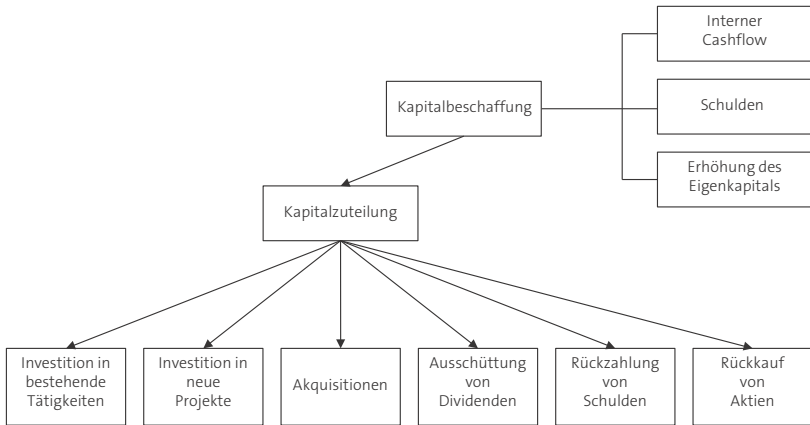 Interner
Cashflow
Kapitalbeschaffung
Schulden
Erhöhung des
Eigenkapitals
Kapitalzuteilung
Investition in
bestehende
Tätigkeiten
Investition in
neue
Projekte
Akquisitionen
Ausschüttung
von
Dividenden
Rückzahlung
von
Schulden
Rückkauf
von
Aktien